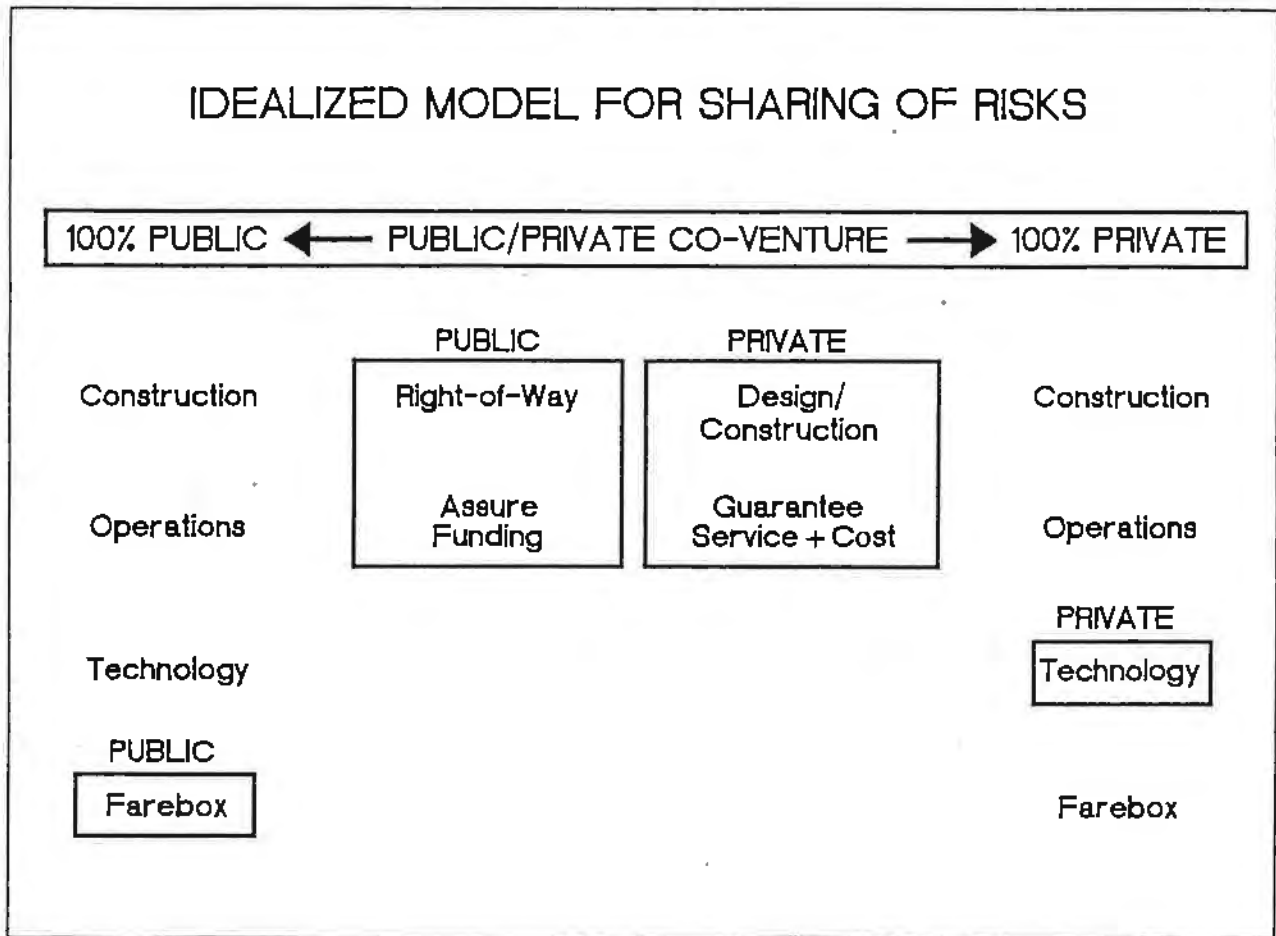 IDEALIZED MODEL FOR SHARING OF RISKS
100% PUBLIC PUBLIC/PRIVATE CO-VENTURE 100% PRIVATE
PUBLIC PRIVATE
Construction Right-of-Way Design/ Construction
Construction
Operations Assure Guarantee Operations
Funding Service + Cost
PRIVATE
Technology Technology
PUBLIC
Farebox Farebox